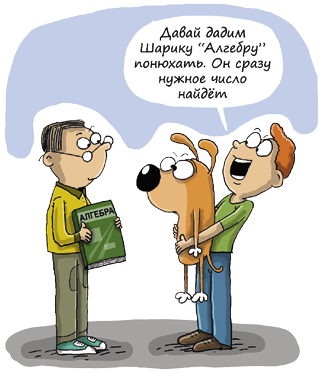 Давай дадим
Шарику “Алгебру”
понюхать. Он сразу
нужное число
найдёт
АЛГЕБРА